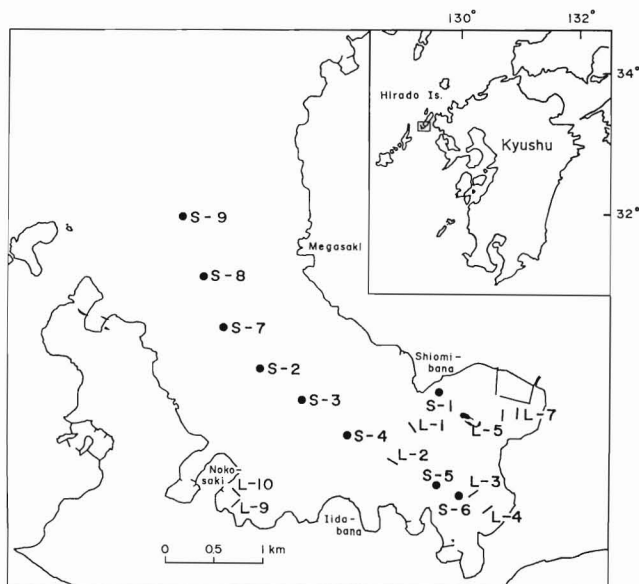 130°
132°
34°
Hirado Is.
Kyushu
32°
S-9
Megasaki
S-8
S-7
Shiomi-
bana
S-2
S-3
S-1
L-7
L-5
L-1
S-4
L-2
Noko-
saki
L-10
S-5
L-3
L-9
S-6
Iida-
bana
L-4
0 0.5 1 km